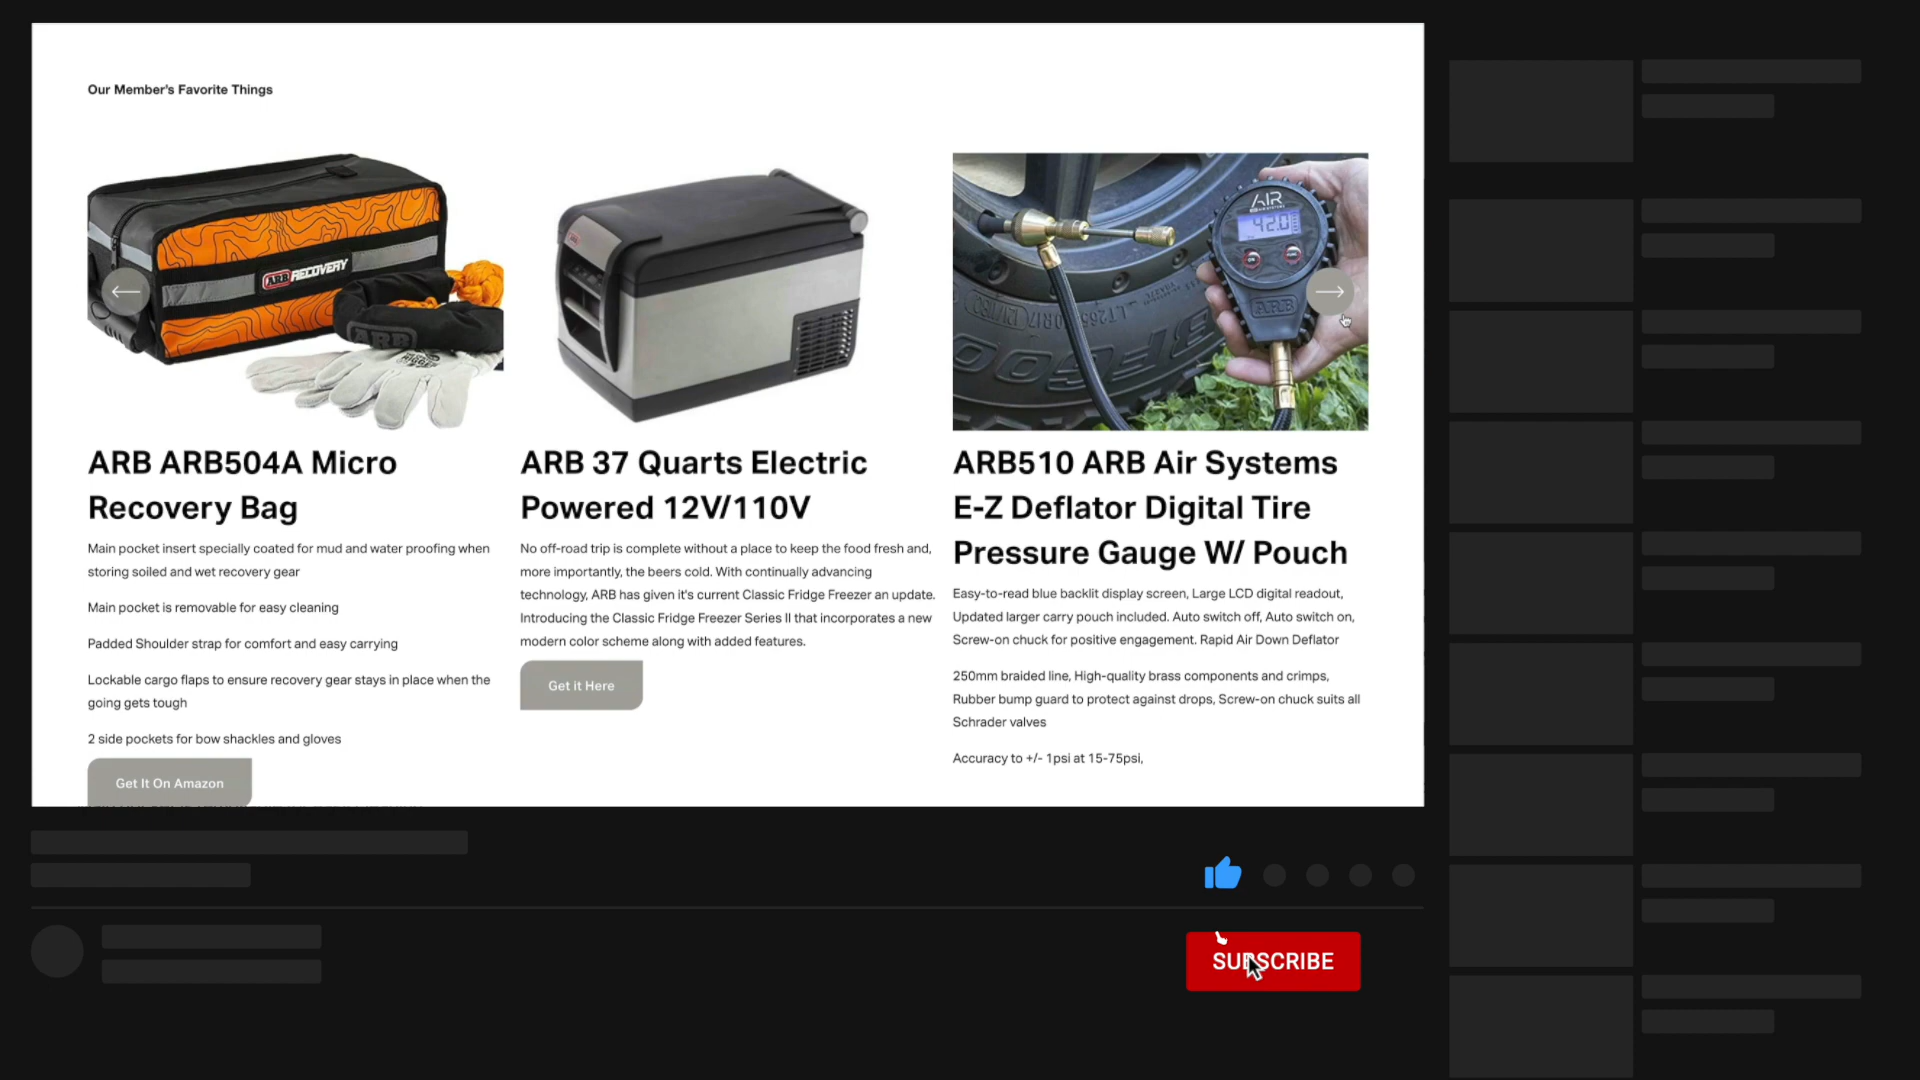 Our Member's Favorite Things
ARB RECOVERY
ARB
AIR
42.0
ARB
ARB ARB504A Micro
Recovery Bag
Main pocket insert specially coated for mud and water proofing when
storing soiled and wet recovery gear
Main pocket is removable for easy cleaning
Padded Shoulder strap for comfort and easy carrying
Lockable cargo flaps to ensure recovery gear stays in place when the
going gets tough
2 side pockets for bow shackles and gloves
Get It On Amazon
ARB 37 Quarts Electric
Powered 12V/110V
No off-road trip is complete without a place to keep the food fresh and,
more importantly, the beers cold. With continually advancing
technology, ARB has given it's current Classic Fridge Freezer an update.
Introducing the Classic Fridge Freezer Series II that incorporates a new
modern color scheme along with added features.
Get it Here
ARB510 ARB Air Systems
E-Z Deflator Digital Tire
Pressure Gauge W/ Pouch
Easy-to-read blue backlit display screen, Large LCD digital readout,
Updated larger carry pouch included. Auto switch off, Auto switch on,
Screw-on chuck for positive engagement. Rapid Air Down Deflator
250mm braided line, High-quality brass components and crimps,
Rubber bump guard to protect against drops, Screw-on chuck suits all
Schrader valves
Accuracy to +/- 1psi at 15-75psi,
SUBSCRIBE